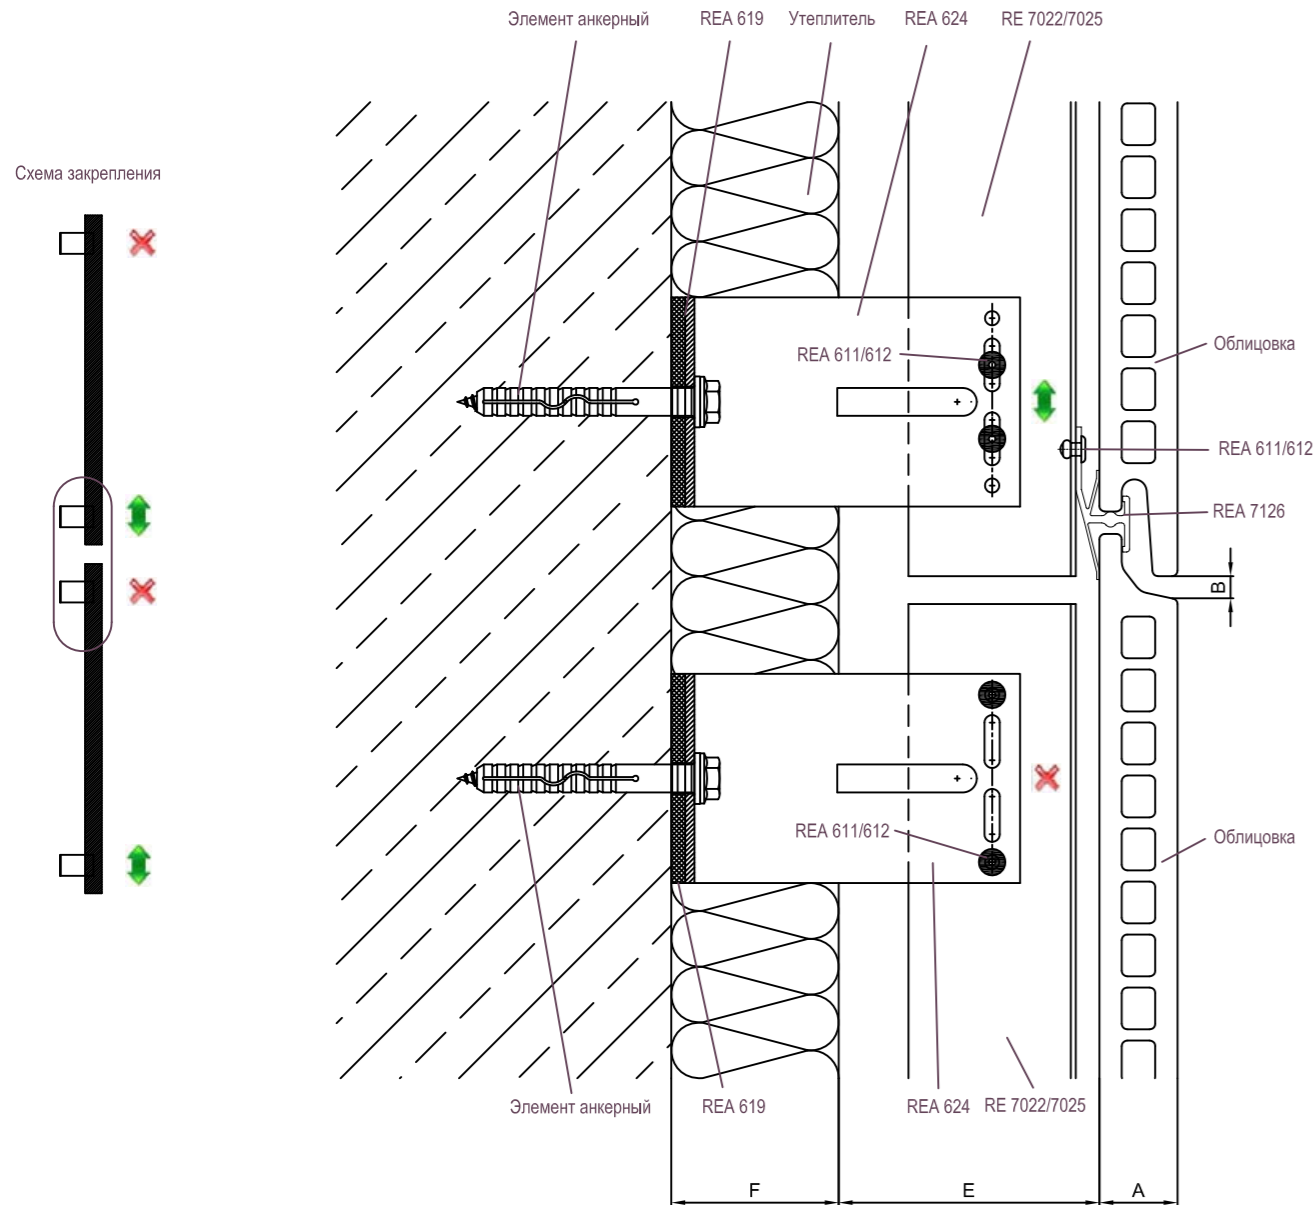 Элемент анкерный
REA 619
Утеплитель
REA 624
RE 7022/7025
Схема закрепления
Облицовка
REA 611/612
REA 611/612
REA 7126
B
REA 611/612
Облицовка
Элемент анкерный
REA 619
REA 624
RE 7022/7025
F
E
A